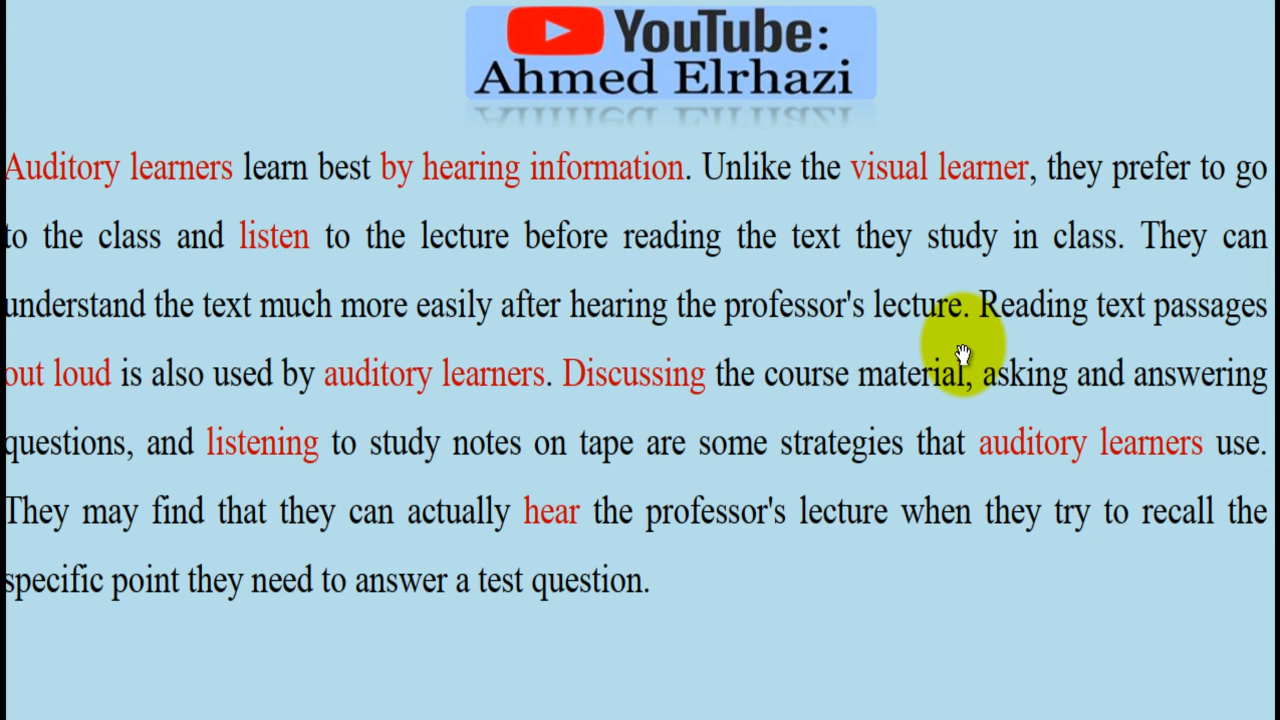 YouTube:
Ahmed Elrhazi
Auditory learners learn best by hearing information. Unlike the visual learner, they prefer to go
to the class and listen to the lecture before reading the text they study in class. They can
understand the text much more easily after hearing the professor's lecture. Reading text passages
out loud is also used by auditory learners. Discussing the course material, asking and answering
questions, and listening to study notes on tape are some strategies that auditory learners use.
They may find that they can actually hear the professor's lecture when they try to recall the
specific point they need to answer a test question.